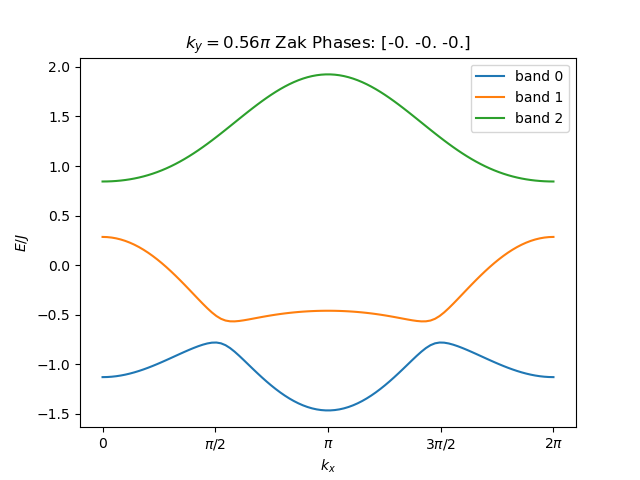 $k_y = 0.56\pi$ Zak Phases: [-0. -0. -0.]
band 0
band 1
band 2
2.0
1.5
1.0
0.5
0.0
−0.5
−1.0
−1.5
E/J
0 π/2 π 3π/2 2π
$k_x$